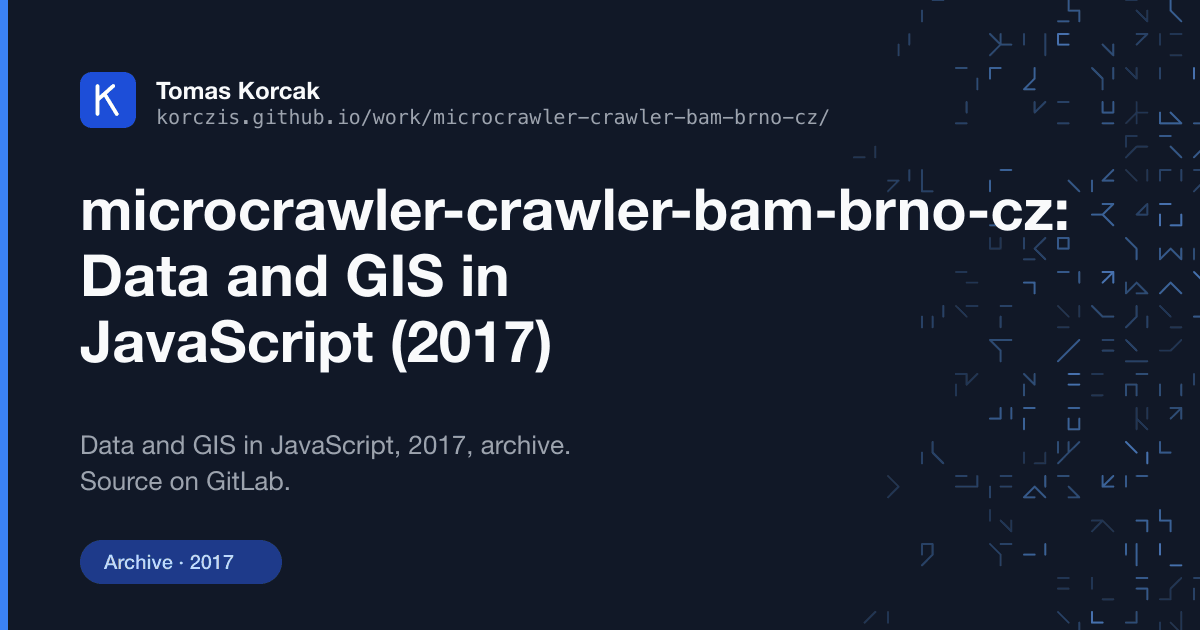 Tomas Korcak
korczis.github.io/work/microcrawler-crawler-bam-brno-cz/
microcrawler-crawler-bam-brno-cz:
Data and GIS in
JavaScript (2017)
Data and GIS in JavaScript, 2017, archive.
Source on GitLab.
Archive · 2017